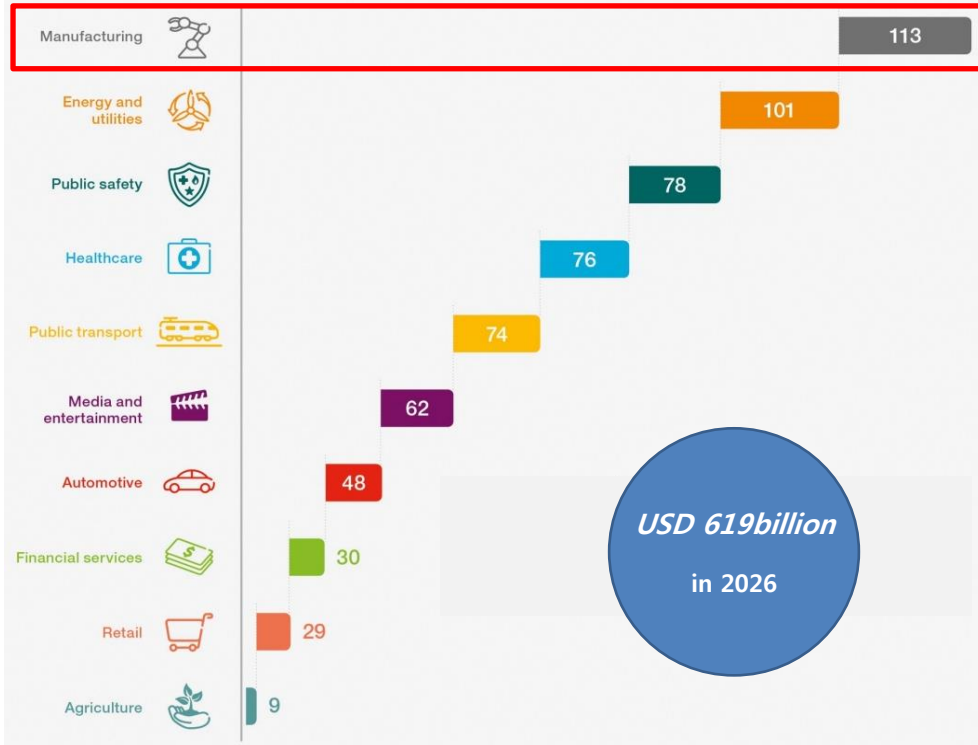 Manufacturing
113
Energy and
utilities
101
Public safety
78
Healthcare
76
Public transport
74
Media and
entertainment
62
Automotive
48
Financial services
30
Retail
29
Agriculture
9
USD 619billion
in 2026